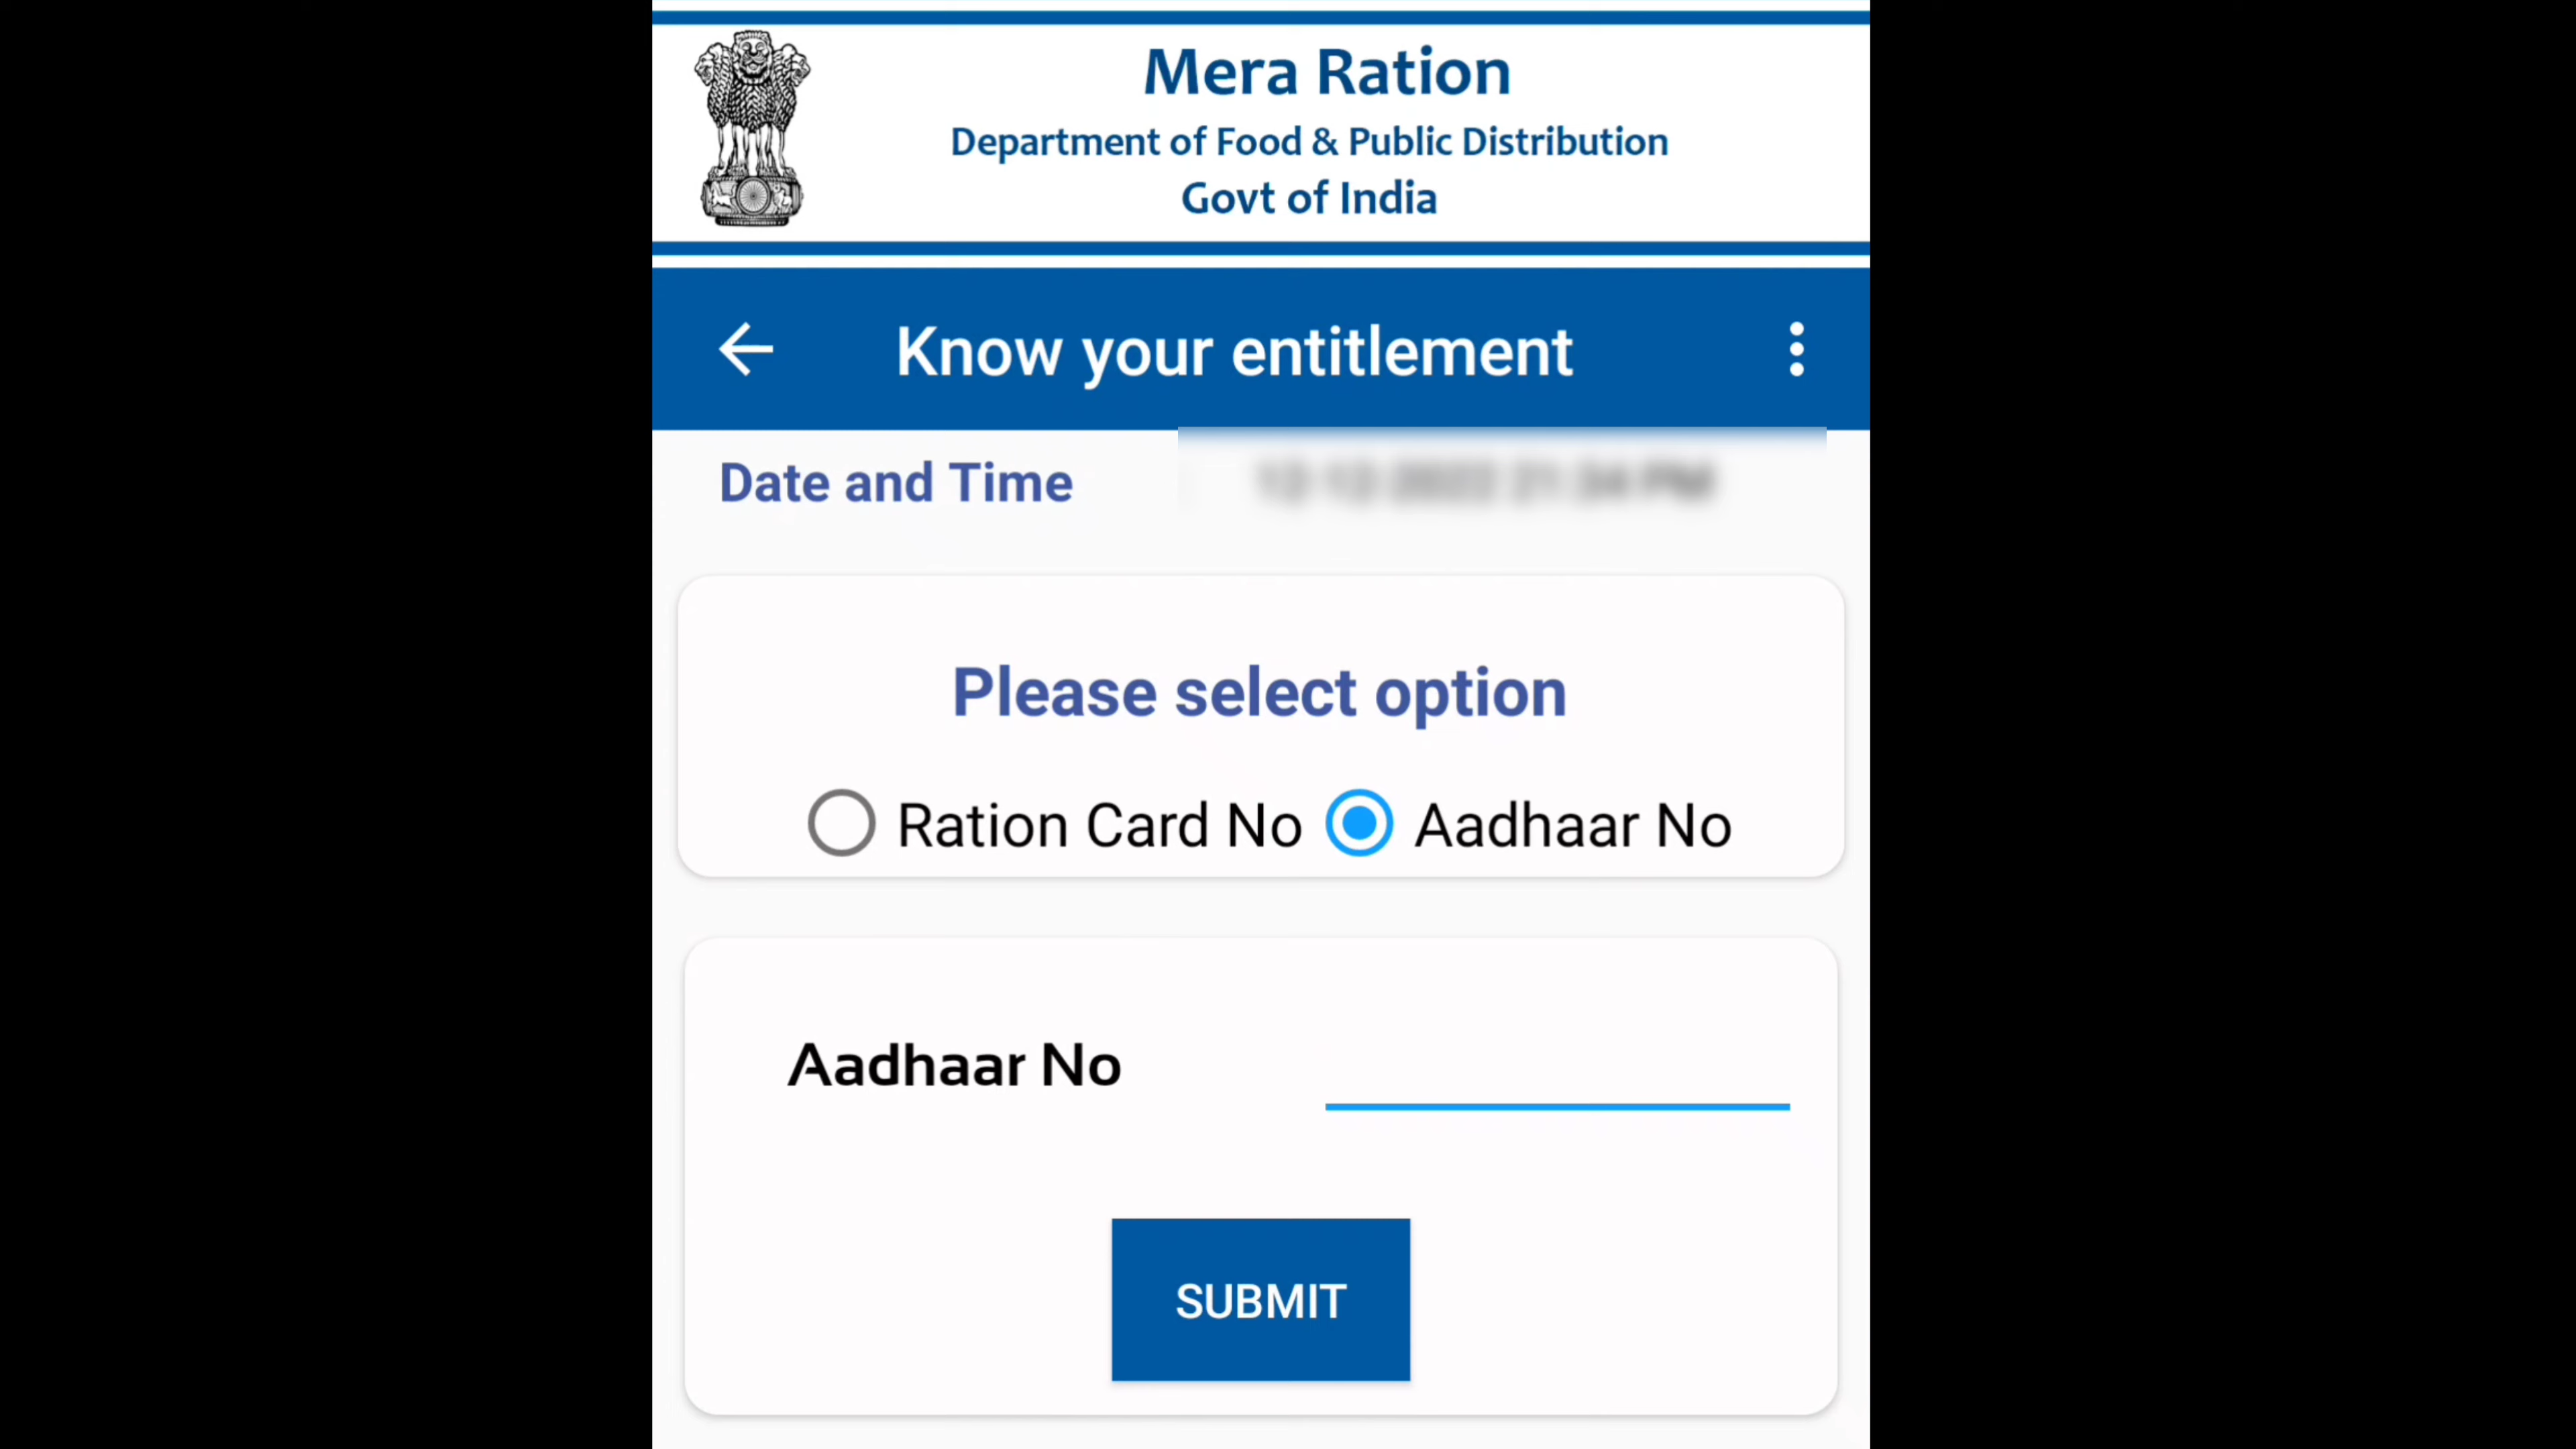 Mera Ration
Department of Food & Public Distribution
Govt of India
Know your entitlement
Date and Time
Please select option
Ration Card No Aadhaar No
Aadhaar No
SUBMIT